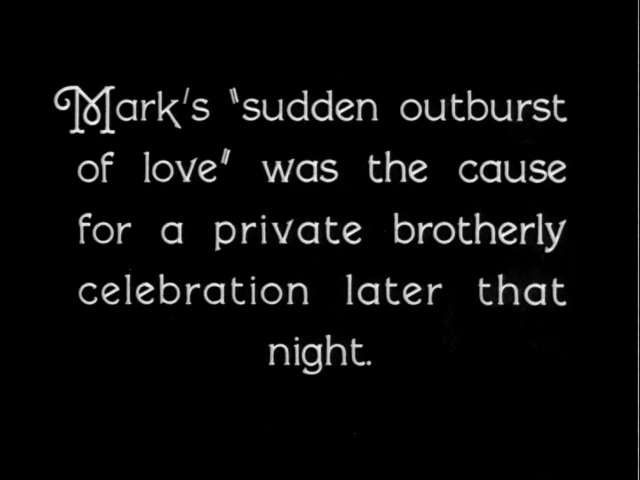 Mark's "sudden outburst
of love" was the cause
for a private brotherly
celebration later that
night.